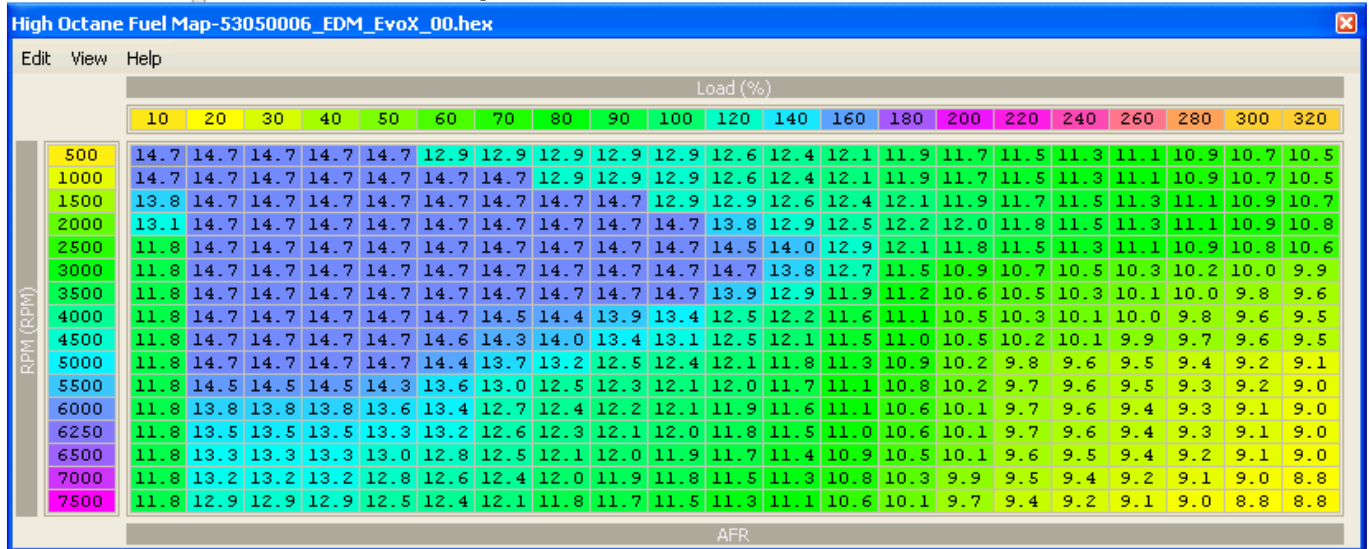 High Octane Fuel Map-53050006_EDM_EvoX_00.hex
Edit View Help
Load (%)
10 20 30 40 50 60 70 80 90 100 120 140 160 180 200 220 240 260 280 300 320
RPM (RPM)
500 14.7 14.7 14.7 14.7 14.7 12.9 12.9 12.9 12.9 12.9 12.6 12.4 12.1 11.9 11.7 11.5 11.3 11.1 10.9 10.7 10.5
1000 14.7 14.7 14.7 14.7 14.7 14.7 14.7 12.9 12.9 12.9 12.6 12.4 12.1 11.9 11.7 11.5 11.3 11.1 10.9 10.7 10.5
1500 13.8 14.7 14.7 14.7 14.7 14.7 14.7 14.7 14.7 12.9 12.9 12.6 12.4 12.1 11.9 11.7 11.5 11.3 11.1 10.9 10.7
2000 13.1 14.7 14.7 14.7 14.7 14.7 14.7 14.7 14.7 14.7 13.8 12.9 12.5 12.2 12.0 11.8 11.5 11.3 11.1 10.9 10.8
2500 11.8 14.7 14.7 14.7 14.7 14.7 14.7 14.7 14.7 14.7 14.5 14.0 12.9 12.1 11.8 11.5 11.3 11.1 10.9 10.8 10.6
3000 11.8 14.7 14.7 14.7 14.7 14.7 14.7 14.7 14.7 14.7 14.7 13.8 12.7 11.5 10.9 10.7 10.5 10.3 10.2 10.0 9.9
3500 11.8 14.7 14.7 14.7 14.7 14.7 14.7 14.7 14.7 14.7 13.9 12.9 11.9 11.2 10.6 10.5 10.3 10.1 10.0 9.8 9.6
4000 11.8 14.7 14.7 14.7 14.7 14.7 14.5 14.4 13.9 13.4 12.5 12.2 11.6 11.1 10.5 10.3 10.1 10.0 9.8 9.6 9.5
4500 11.8 14.7 14.7 14.7 14.7 14.6 14.3 14.0 13.4 13.1 12.5 12.1 11.5 11.0 10.5 10.2 10.1 9.9 9.7 9.6 9.5
5000 11.8 14.7 14.7 14.7 14.7 14.4 13.7 13.2 12.5 12.4 12.1 11.8 11.3 10.9 10.2 9.8 9.6 9.5 9.4 9.2 9.1
5500 11.8 14.5 14.5 14.5 14.3 13.6 13.0 12.5 12.3 12.1 12.0 11.7 11.1 10.8 10.2 9.7 9.6 9.5 9.3 9.2 9.0
6000 11.8 13.8 13.8 13.8 13.6 13.4 12.7 12.4 12.2 12.1 11.9 11.6 11.1 10.6 10.1 9.7 9.6 9.4 9.3 9.1 9.0
6250 11.8 13.5 13.5 13.5 13.3 13.2 12.6 12.3 12.1 12.0 11.8 11.5 11.0 10.6 10.1 9.7 9.6 9.4 9.3 9.1 9.0
6500 11.8 13.3 13.3 13.3 13.0 12.8 12.5 12.1 12.0 11.9 11.7 11.4 10.9 10.5 10.1 9.6 9.5 9.4 9.2 9.1 9.0
7000 11.8 13.2 13.2 13.2 12.8 12.6 12.4 12.0 11.9 11.8 11.5 11.3 10.8 10.3 9.9 9.5 9.4 9.2 9.1 9.0 8.8
7500 11.8 12.9 12.9 12.9 12.5 12.4 12.1 11.8 11.7 11.5 11.3 11.1 10.6 10.1 9.7 9.4 9.2 9.1 9.0 8.8 8.8
AFR